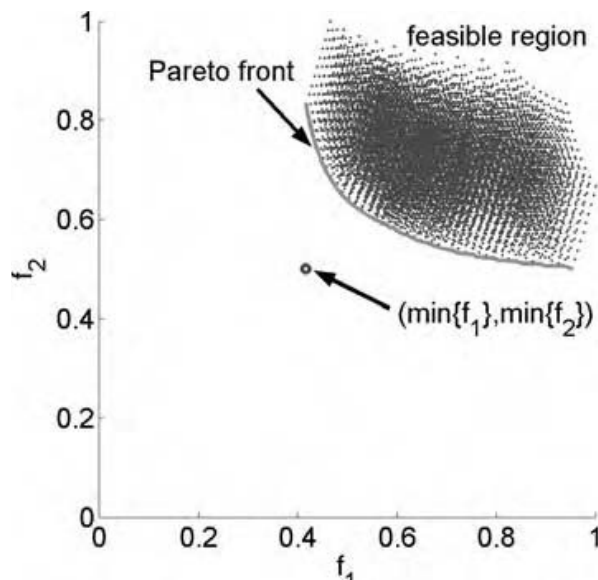 1
feasible region
Pareto front
0.8
0.6
f2
(min{f1},min{f2})
0.4
0.2
0
0 0.2 0.4 0.6 0.8 1
f1